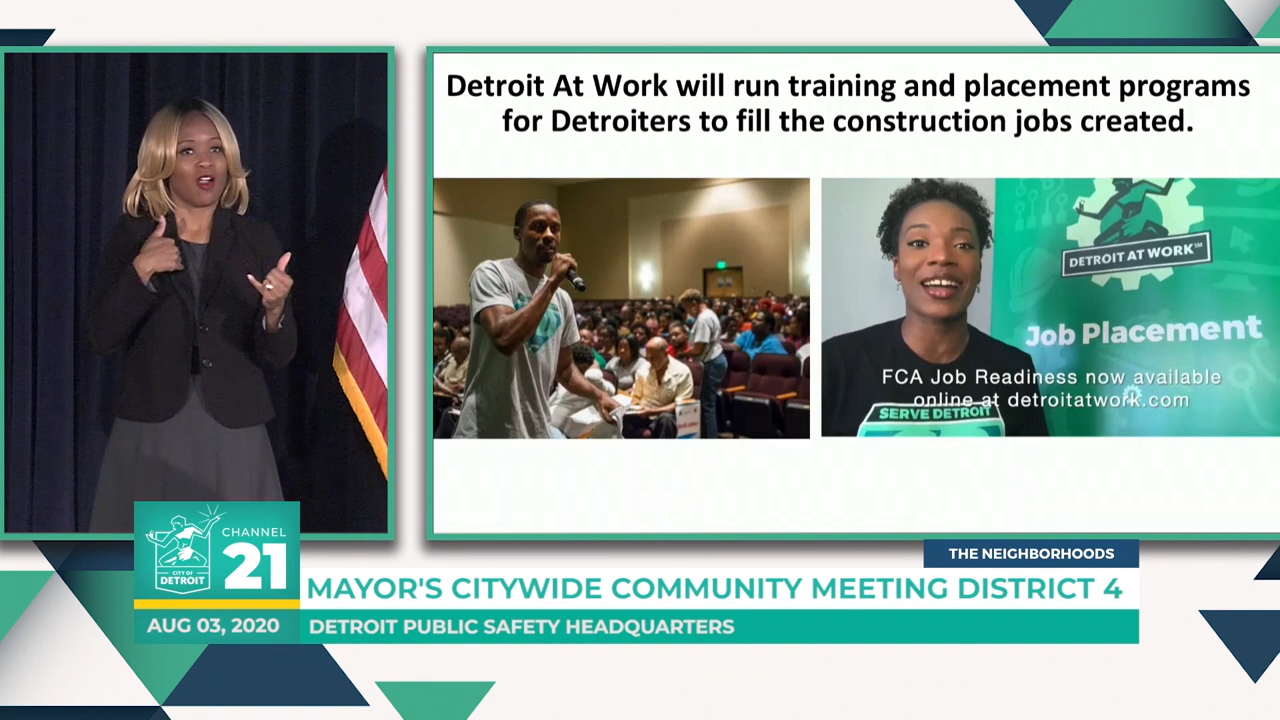 Detroit At Work will run training and placement programs
for Detroiters to fill the construction jobs created.
DETROIT AT WORK℠
Job Placement
FCA Job Readiness now available
online at detroitatwork.com
SERVE DETROIT
CHANNEL
21
CITY OF
DETROIT
THE NEIGHBORHOODS
MAYOR'S CITYWIDE COMMUNITY MEETING DISTRICT 4
AUG 03, 2020
DETROIT PUBLIC SAFETY HEADQUARTERS